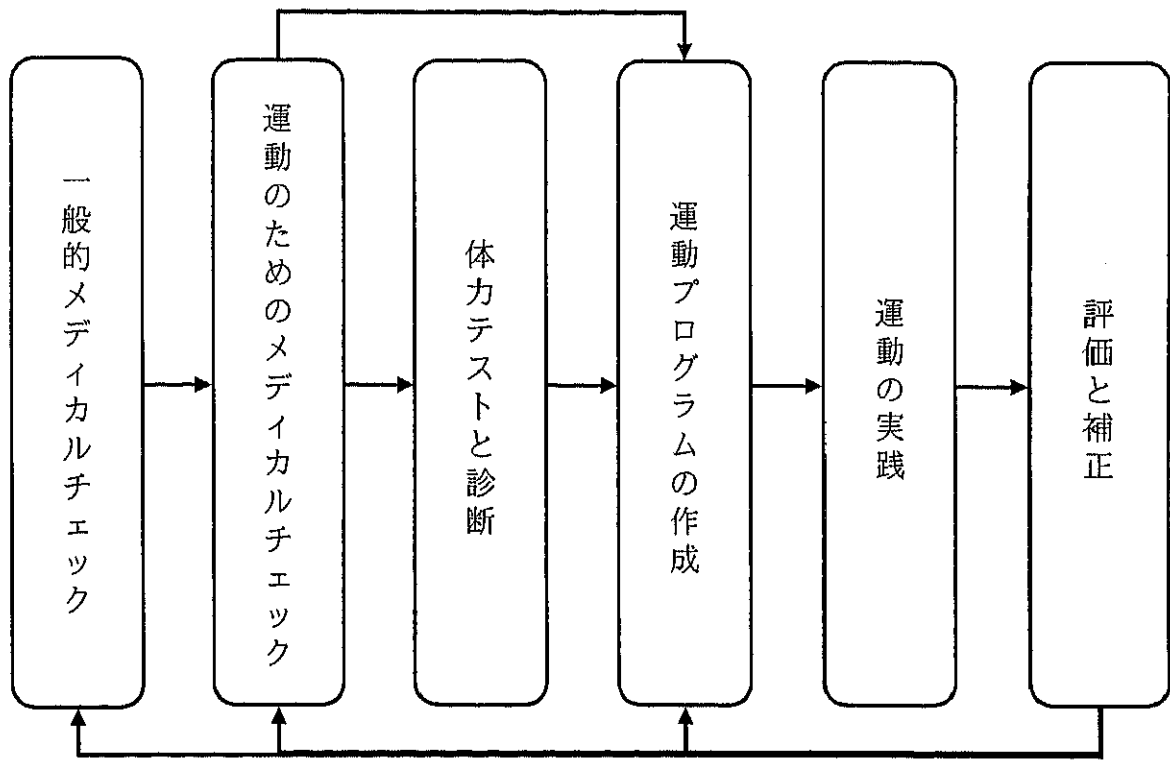 一般的メディカルチェック
運動のためのメディカルチェック
体力テストと診断
運動プログラムの作成
運動の実践
評価と補正